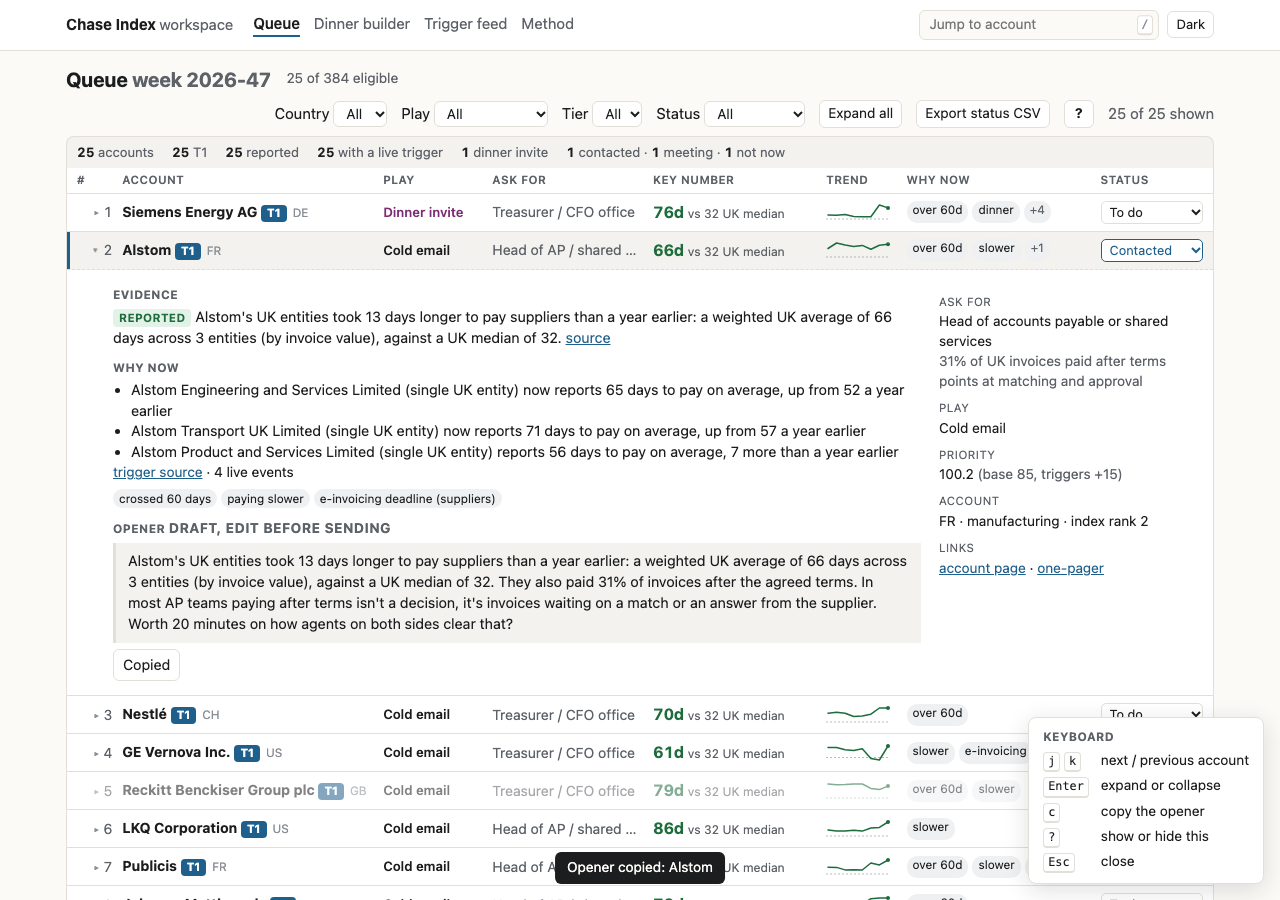 Chase Index workspace Queue Dinner builder Trigger feed Method Jump to account / Dark
Queue week 2026-47 25 of 384 eligible
Country All Play All Tier All Status All Expand all Export status CSV ? 25 of 25 shown
25 accounts 25 T1 25 reported 25 with a live trigger 1 dinner invite 1 contacted · 1 meeting · 1 not now
# ACCOUNT PLAY ASK FOR KEY NUMBER TREND WHY NOW STATUS
▸ 1 Siemens Energy AG T1 DE Dinner invite Treasurer / CFO office 76d vs 32 UK median over 60d dinner +4 To do
▾ 2 Alstom T1 FR Cold email Head of AP / shared ... 66d vs 32 UK median over 60d slower +1 Contacted
EVIDENCE
REPORTED Alstom's UK entities took 13 days longer to pay suppliers than a year earlier: a weighted UK average of 66
days across 3 entities (by invoice value), against a UK median of 32. source
WHY NOW
• Alstom Engineering and Services Limited (single UK entity) now reports 65 days to pay on average, up from 52 a year
earlier
• Alstom Transport UK Limited (single UK entity) now reports 71 days to pay on average, up from 57 a year earlier
• Alstom Product and Services Limited (single UK entity) reports 56 days to pay on average, 7 more than a year earlier
trigger source · 4 live events
crossed 60 days paying slower e-invoicing deadline (suppliers)
OPENER DRAFT, EDIT BEFORE SENDING
Alstom's UK entities took 13 days longer to pay suppliers than a year earlier: a weighted UK average of 66 days across
3 entities (by invoice value), against a UK median of 32. They also paid 31% of invoices after the agreed terms. In
most AP teams paying after terms isn't a decision, it's invoices waiting on a match or an answer from the supplier.
Worth 20 minutes on how agents on both sides clear that?
Copied
ASK FOR
Head of accounts payable or shared
services
31% of UK invoices paid after terms
points at matching and approval
PLAY
Cold email
PRIORITY
100.2 (base 85, triggers +15)
ACCOUNT
FR · manufacturing · index rank 2
LINKS
account page · one-pager
▸ 3 Nestlé T1 CH Cold email Treasurer / CFO office 70d vs 32 UK median over 60d To do
▸ 4 GE Vernova Inc. T1 US Cold email Treasurer / CFO office 61d vs 32 UK median slower e-invoicing
▸ 5 Reckitt Benckiser Group plc T1 GB Cold email Treasurer / CFO office 79d vs 32 UK median over 60d slower
▸ 6 LKQ Corporation T1 US Cold email Head of AP / shared ... 86d vs 32 UK median slower
▸ 7 Publicis T1 FR Cold email Head of UK median over 60d slower
Opener copied: Alstom
KEYBOARD
j k next / previous account
Enter expand or collapse
c copy the opener
? show or hide this
Esc close